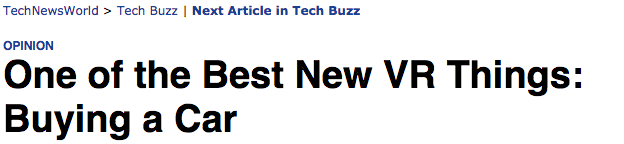 TechNewsWorld > Tech Buzz | Next Article in Tech Buzz
OPINION
One of the Best New VR Things:
Buying a Car